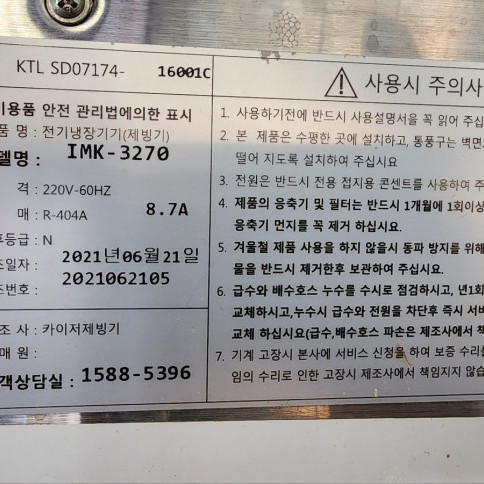 KTL SD07174- 16001C
기용품 안전 관리법에의한 표시
품 명 : 전기냉장기기(제빙기)
델명 : IMK-3270
격 : 220V-60HZ
매 : R-404A 8.7A
후등급 : N
조일자 : 2021년06월21일
조번호 : 2021062105
조 사 : 카이저제빙기
매 원 :
객상담실 : 1588-5396
사용시 주의사
1. 사용하기전에 반드시 사용설명서을 꼭 읽어 주십
2. 본 제품은 수평한 곳에 설치하고, 통풍구는 벽면
떨어 지도록 설치하여 주십시요
3. 전원은 반드시 전용 접지용 콘센트를 사용하여 주
4. 제품의 응축기 및 필터는 반드시 1개월에 1회이상
응축기 먼지를 꼭 제거 하십시요.
5. 겨울철 제품 사용을 하지 않을시 동파 방지를 위해
물을 반드시 제거한후 보관하여 주십시요.
6. 급수와 배수호스 누수를 수시로 점검하시고, 년1회
교체하시고,누수시 급수와 전원을 차단후 즉시 서비
교체 하십시요(급수,배수호스 파손은 제조사에서 책
7. 기계 고장시 본사에 서비스 신청을 하여 보증 수리를
임의 수리로 인한 고장시 제조사에서 책임지지 않습